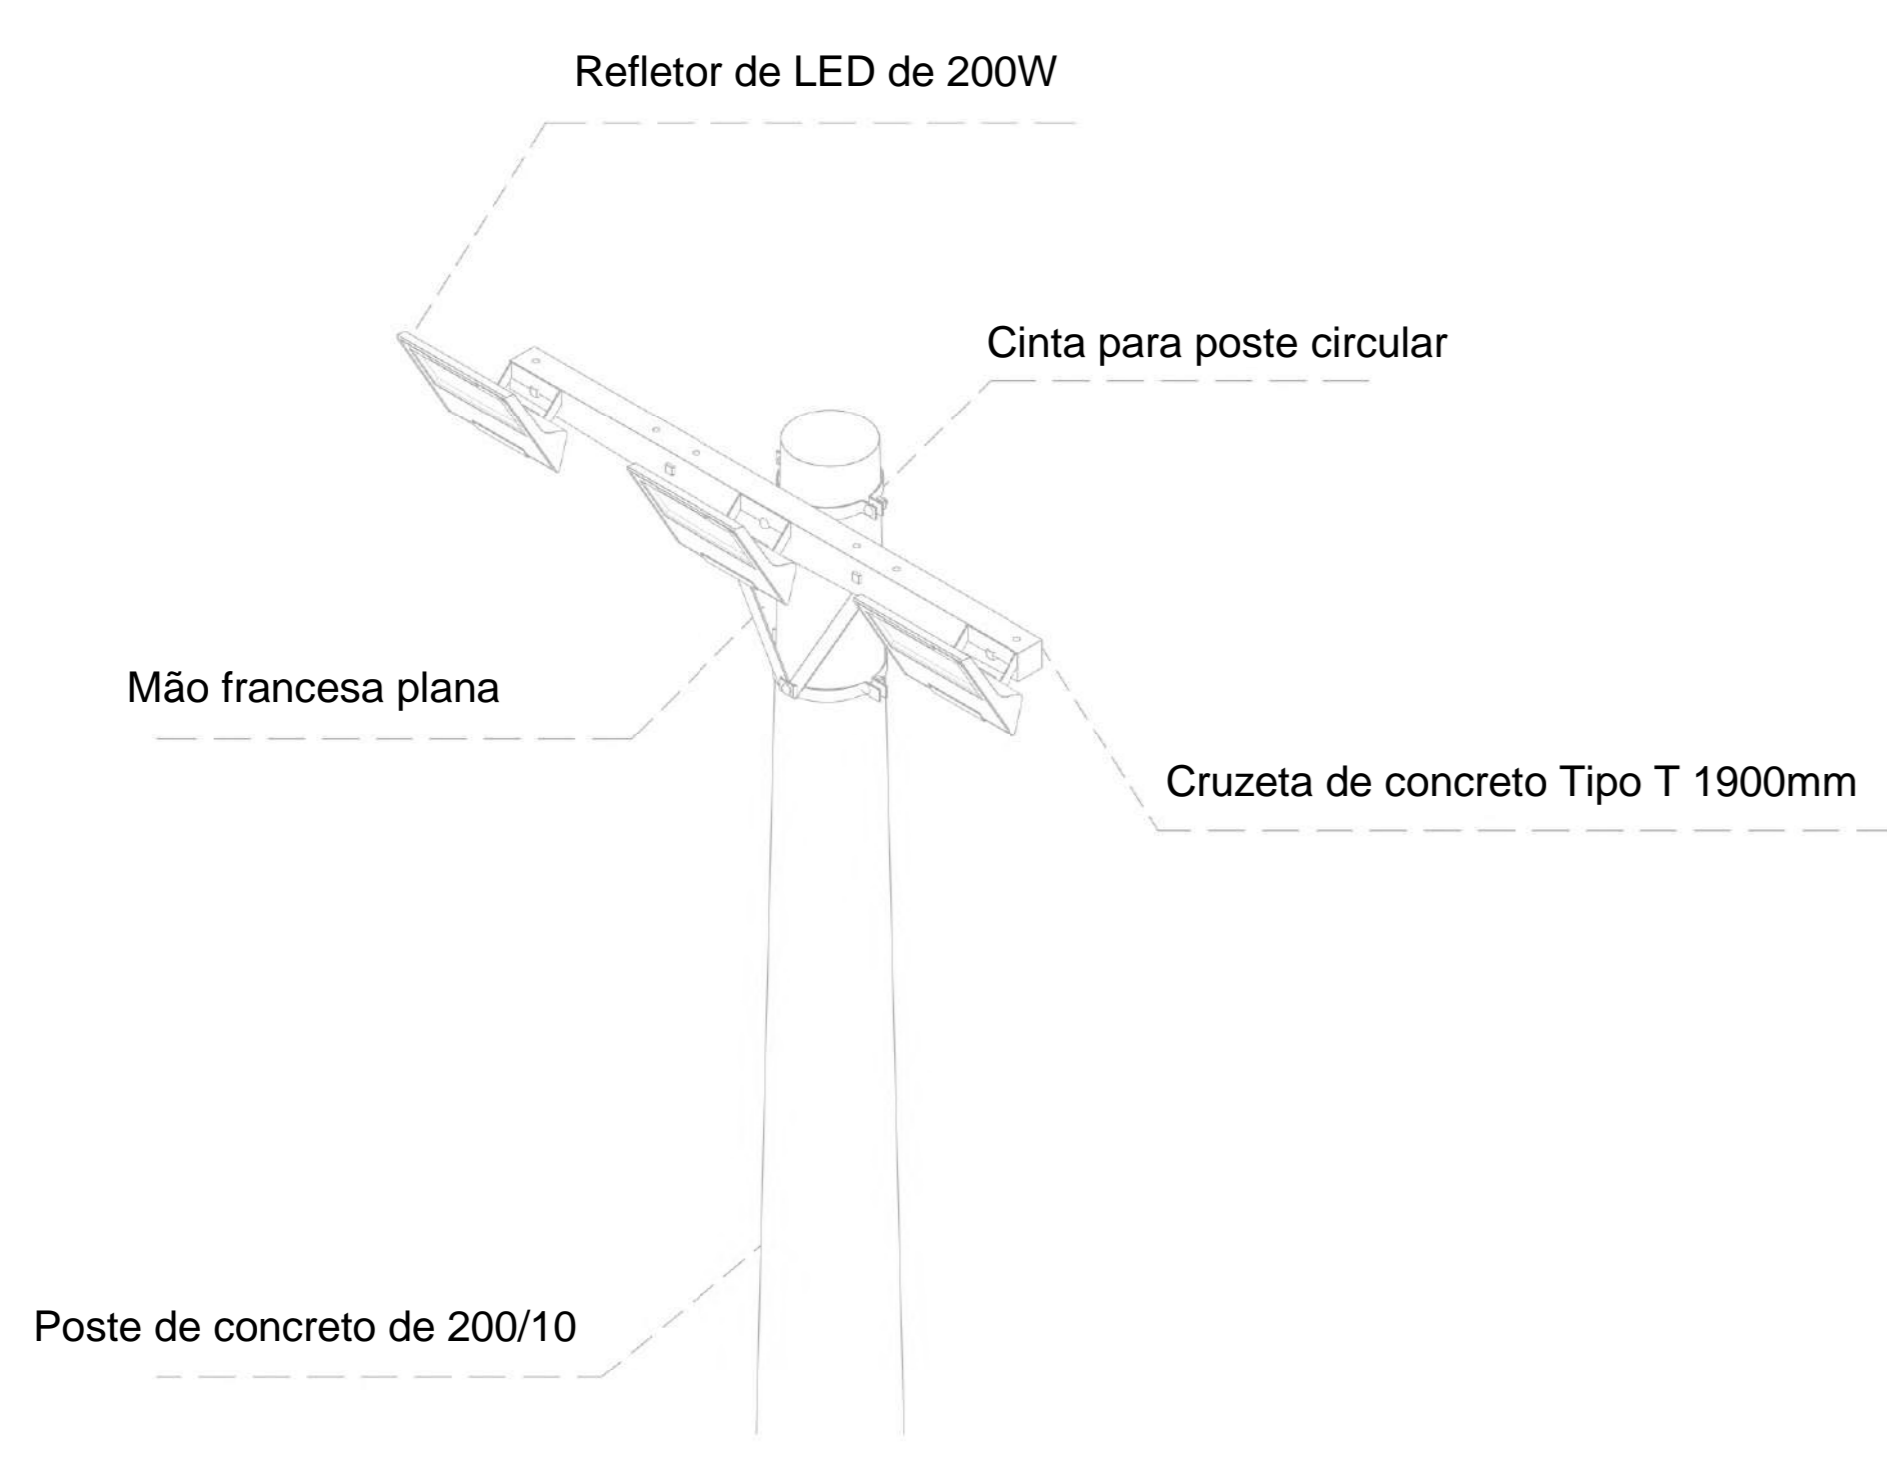 Refletor de LED de 200W
Cinta para poste circular
Mão francesa plana
Cruzeta de concreto Tipo T 1900mm
Poste de concreto de 200/10